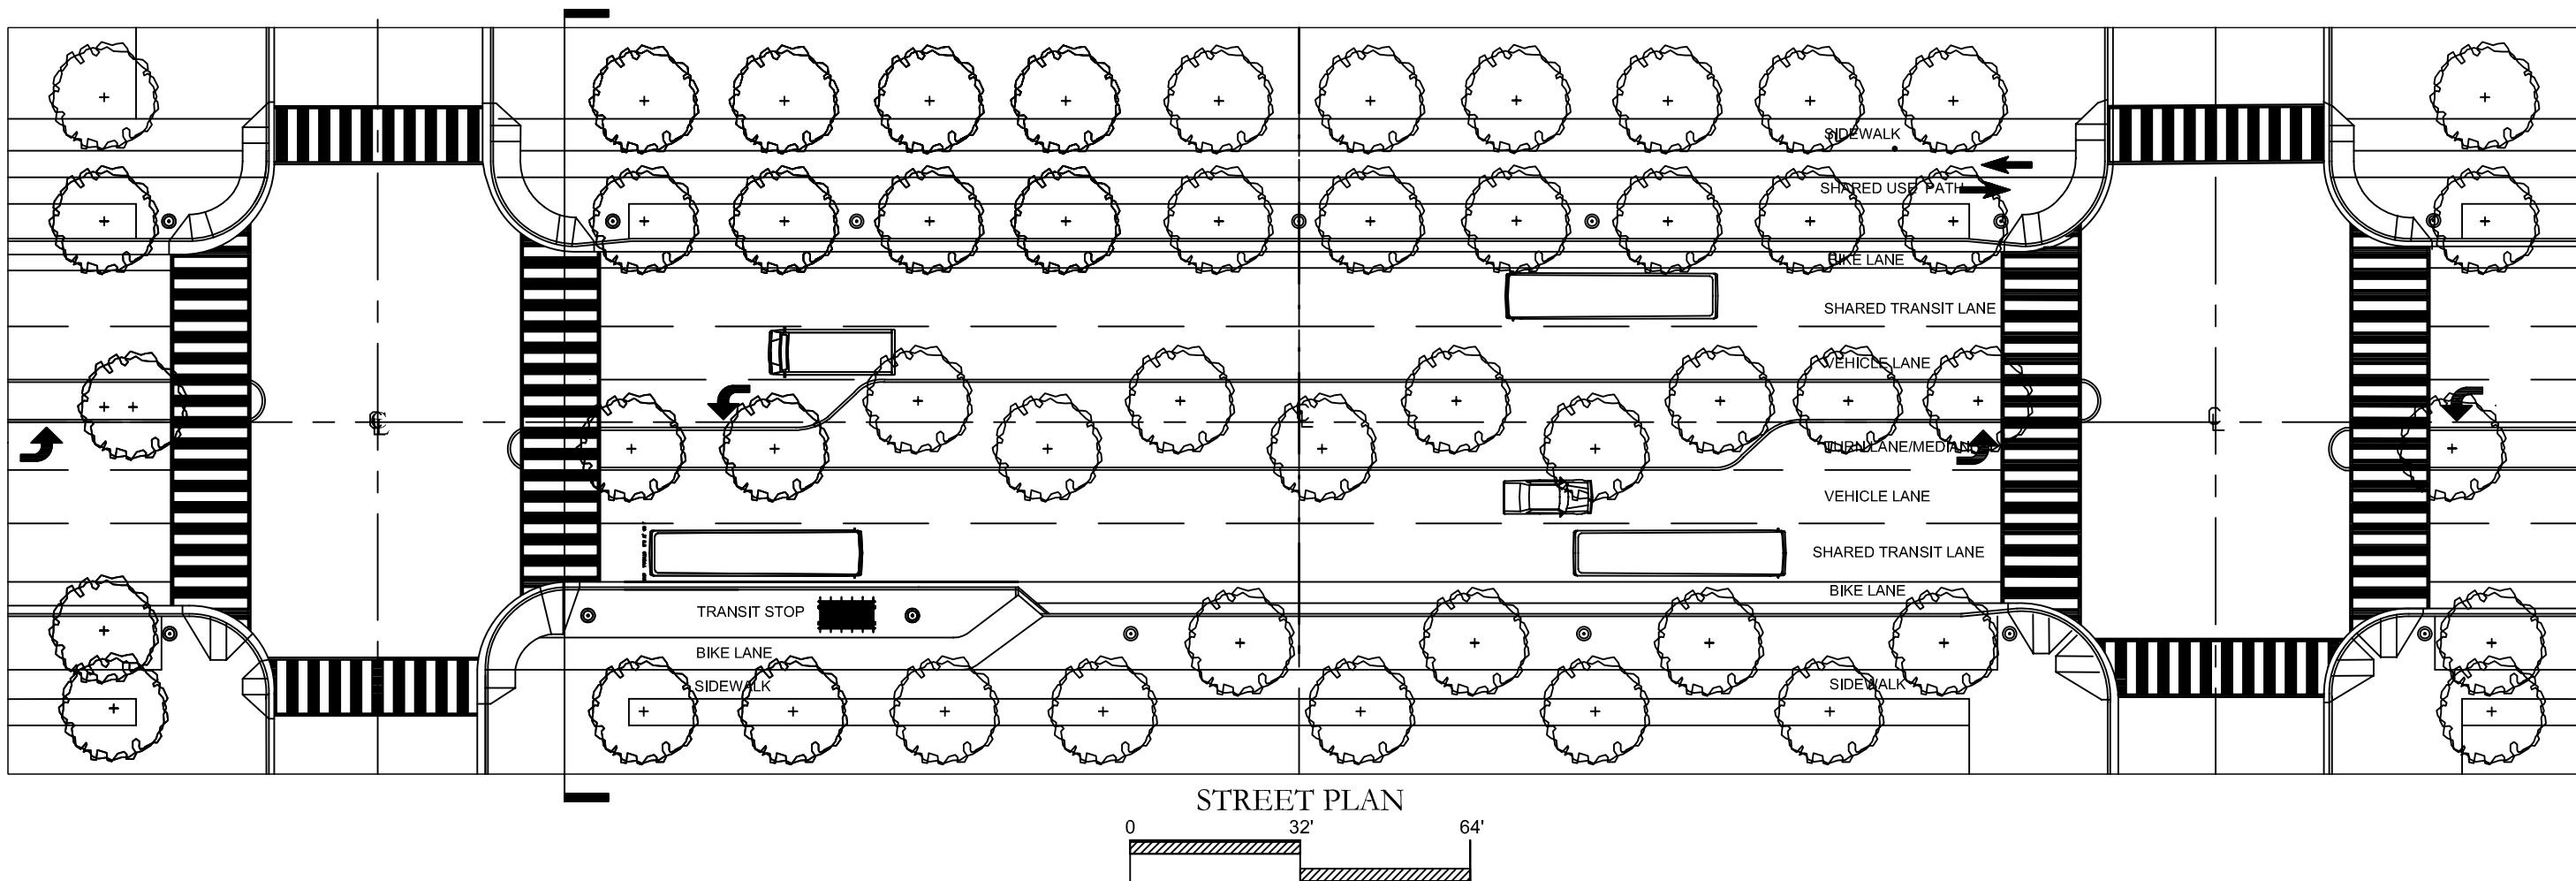 SIDEWALK
SHARED USE PATH
BIKE LANE
SHARED TRANSIT LANE
VEHICLE LANE
TURN LANE/MEDIAN
VEHICLE LANE
SHARED TRANSIT LANE
BIKE LANE
TRANSIT STOP
BIKE LANE
SIDEWALK
SIDEWALK
STREET PLAN
0 32' 64'